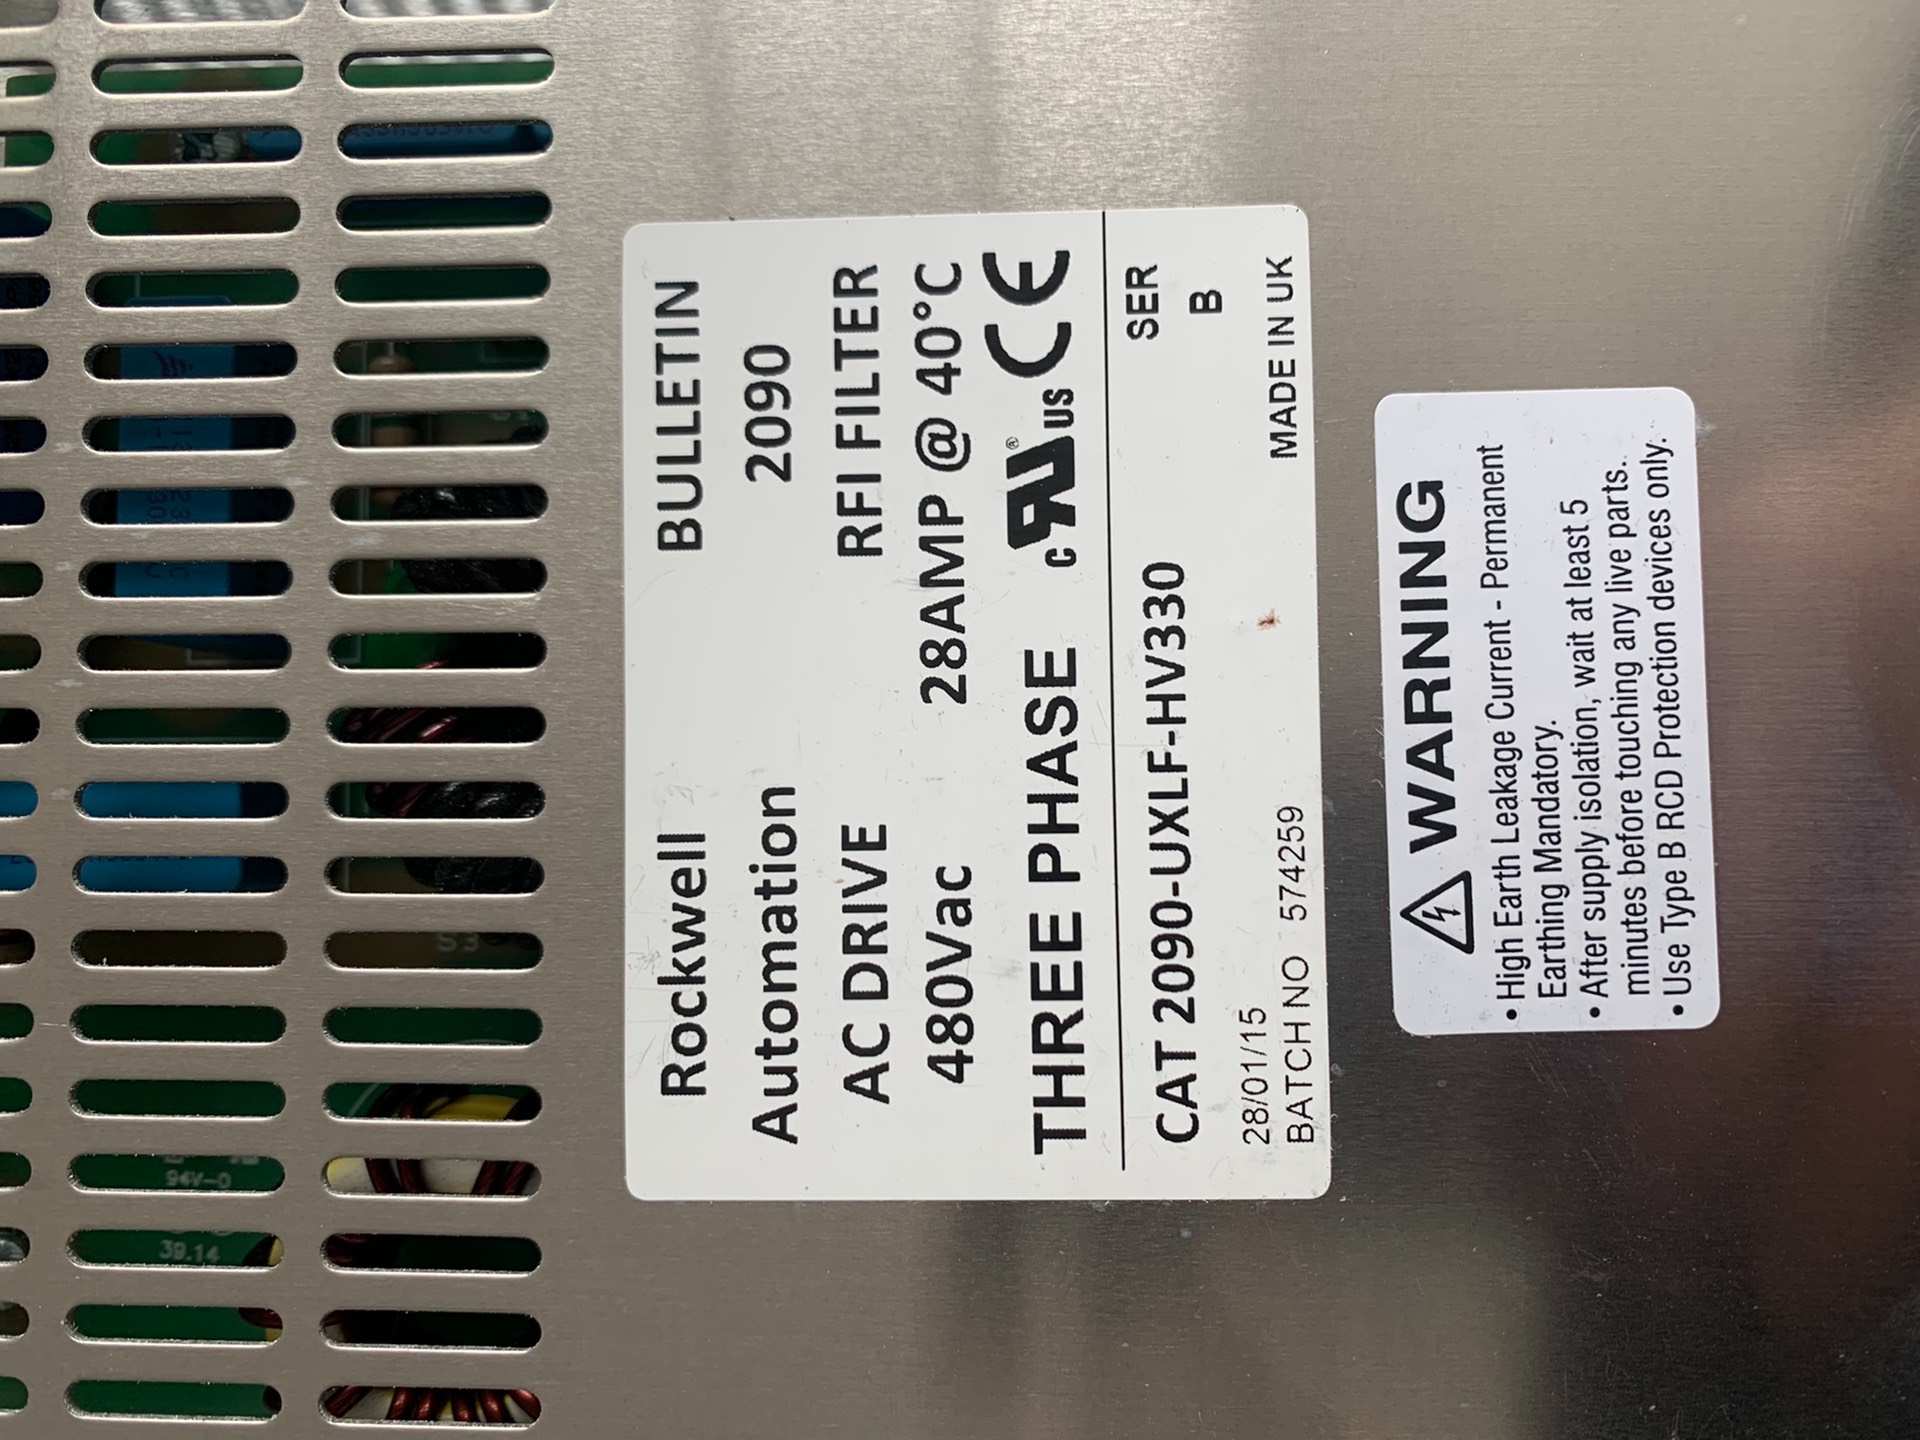 Rockwell BULLETIN
Automation 2090
AC DRIVE RFI FILTER
480Vac 28AMP @ 40°C
THREE PHASE c RU ® US CE
CAT 2090-UXLF-HV330 SER
B
28/01/15
BATCH NO 574259 MADE IN UK
WARNING
• High Earth Leakage Current - Permanent
Earthing Mandatory.
• After supply isolation, wait at least 5
minutes before touching any live parts.
• Use Type B RCD Protection devices only.
S3
94V-0
39.14